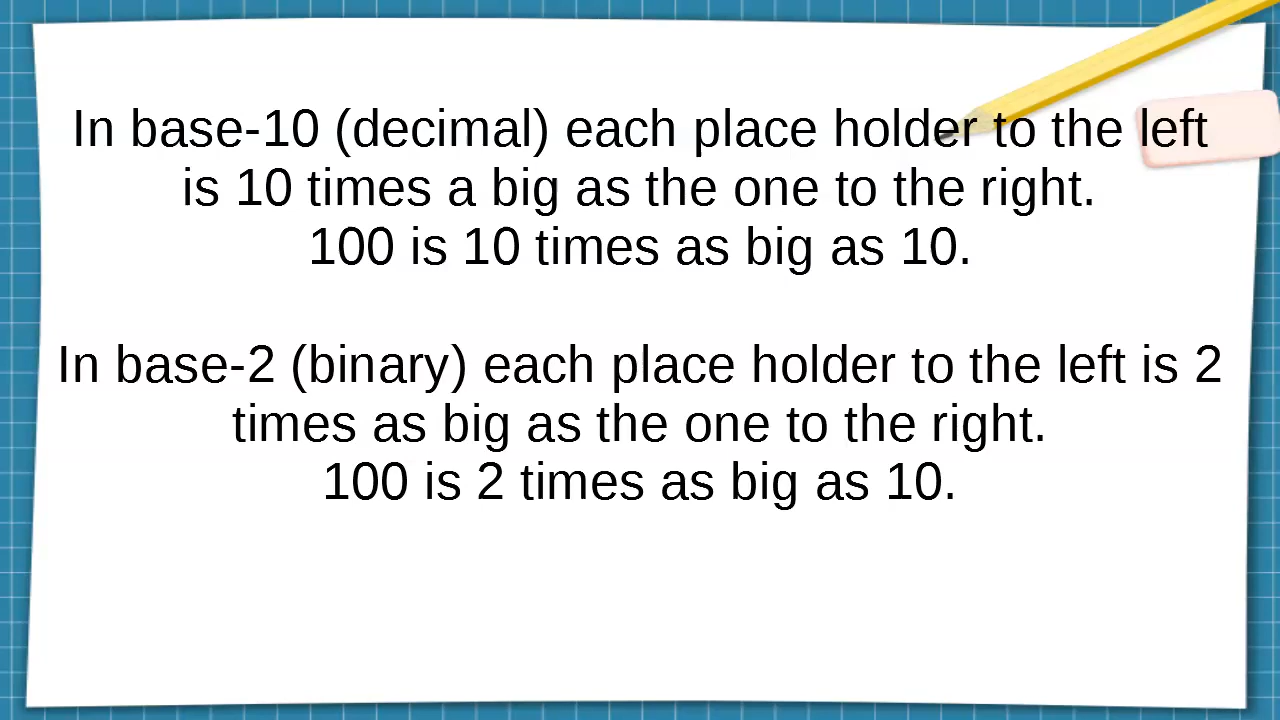 In base-10 (decimal) each place holder to the left
is 10 times a big as the one to the right.
100 is 10 times as big as 10.
In base-2 (binary) each place holder to the left is 2
times as big as the one to the right.
100 is 2 times as big as 10.